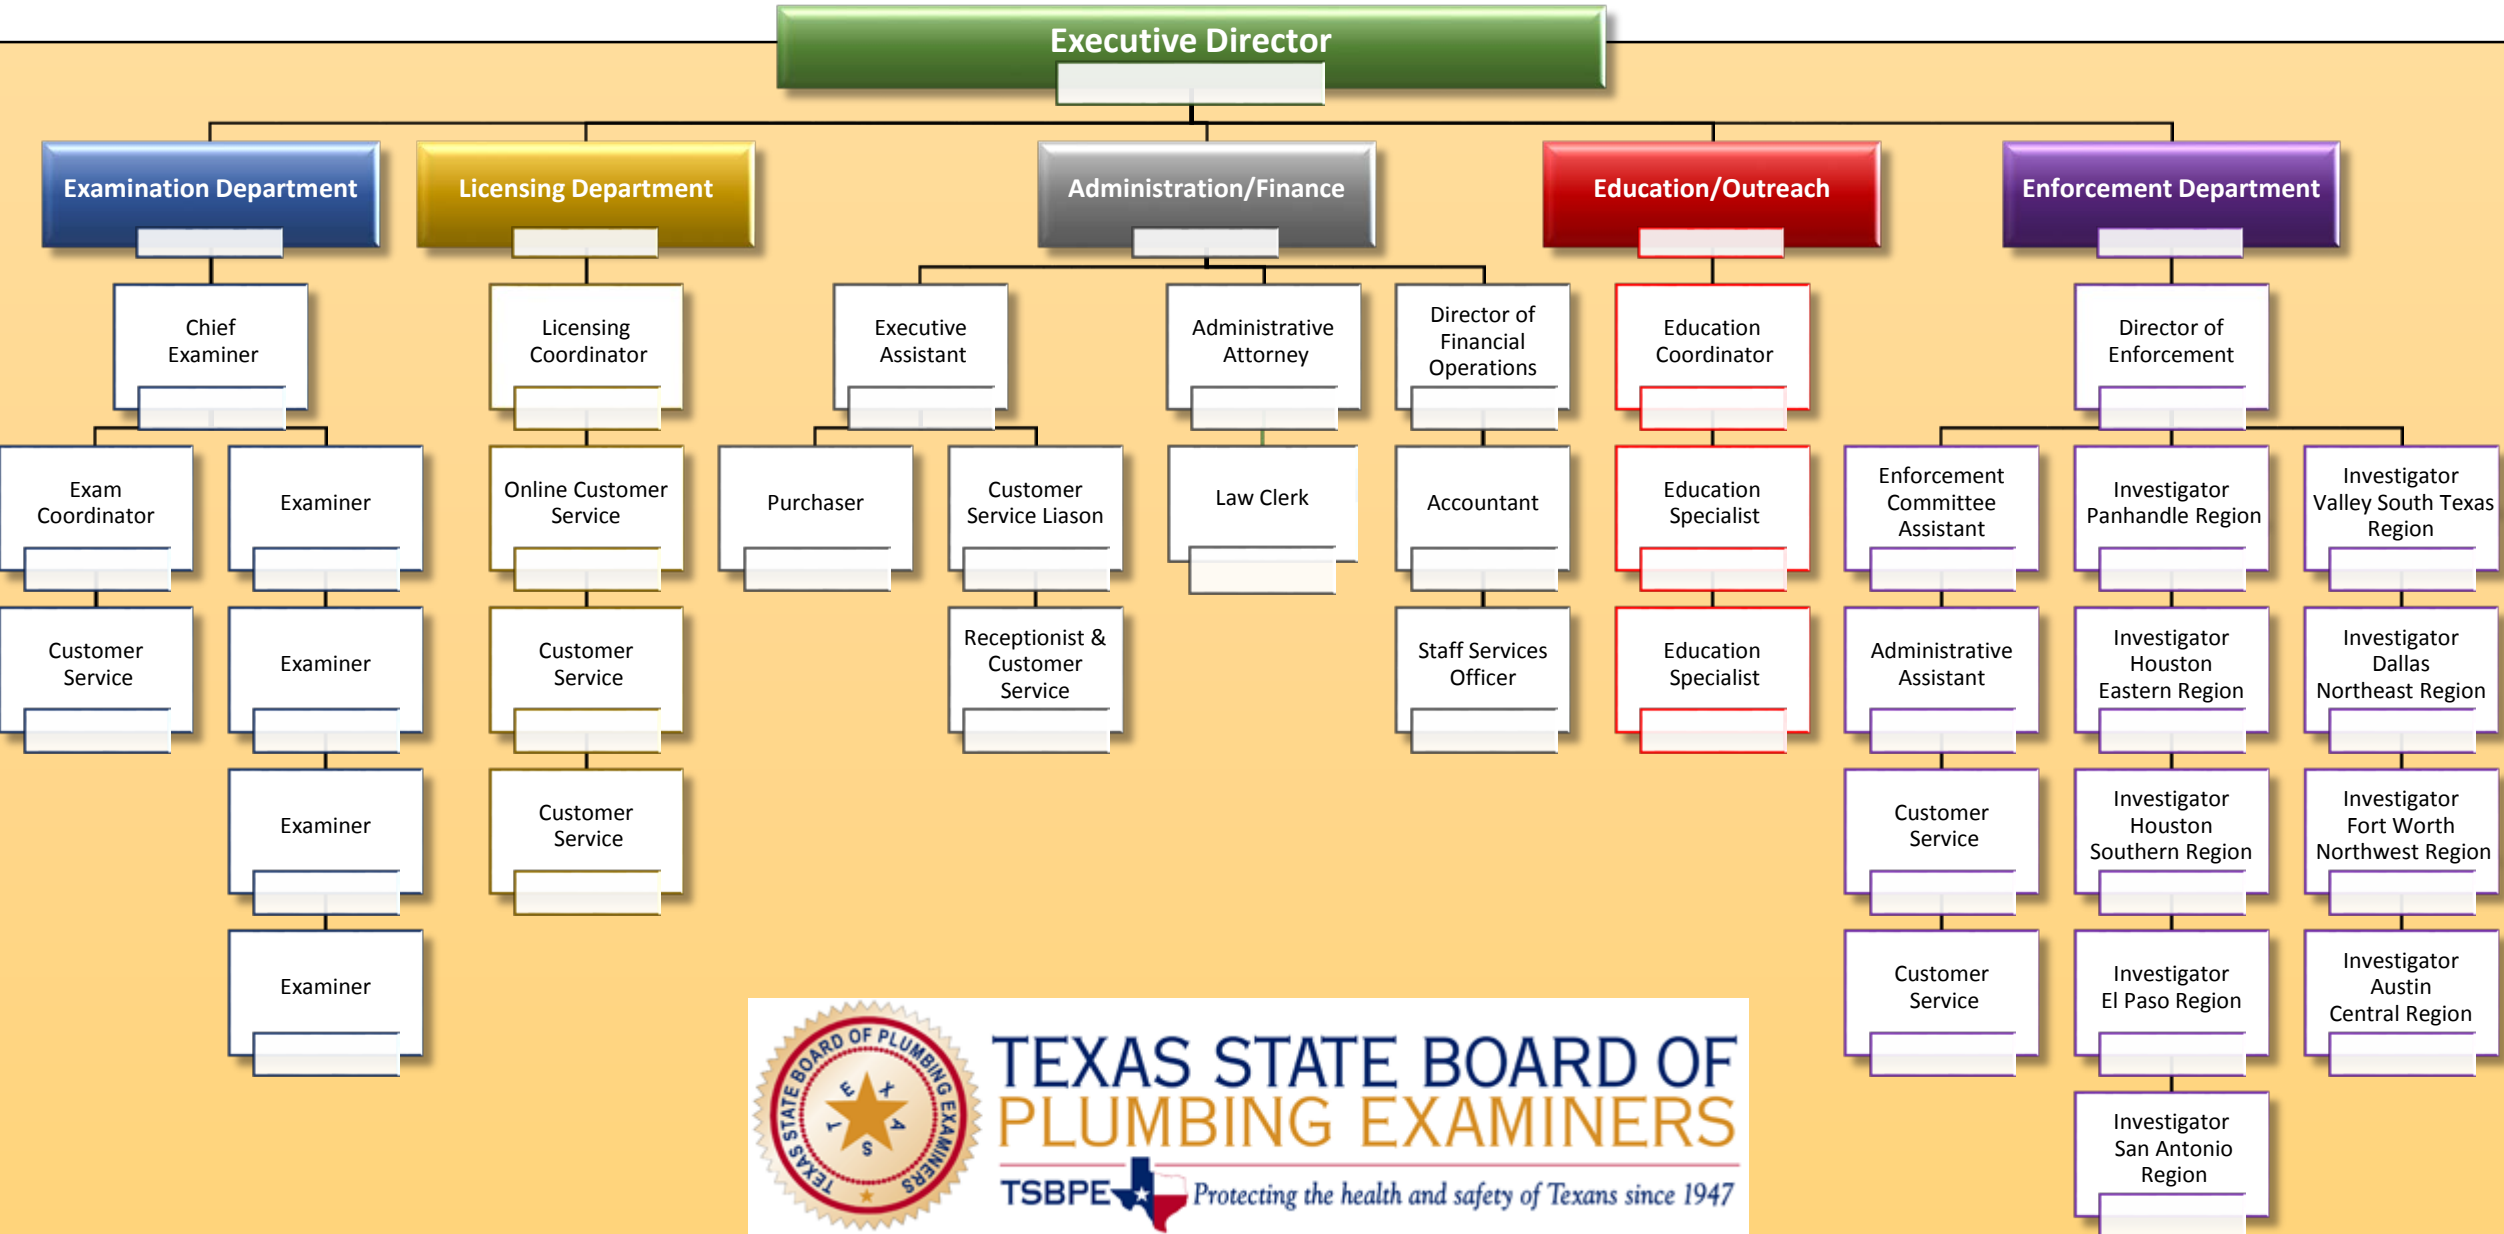 Executive Director
Examination Department
Licensing Department
Administration/Finance
Education/Outreach
Enforcement Department
Chief
Examiner
Licensing
Coordinator
Executive
Assistant
Administrative
Attorney
Director of
Financial
Operations
Education
Coordinator
Director of
Enforcement
Exam
Coordinator
Examiner
Online Customer
Service
Purchaser
Customer
Service Liason
Law Clerk
Accountant
Education
Specialist
Enforcement
Committee
Assistant
Investigator
Panhandle Region
Investigator
Valley South Texas
Region
Customer
Service
Examiner
Customer
Service
Receptionist &
Customer
Service
Staff Services
Officer
Education
Specialist
Administrative
Assistant
Investigator
Houston
Eastern Region
Investigator
Dallas
Northeast Region
Examiner
Customer
Service
Customer
Service
Investigator
Houston
Southern Region
Investigator
Fort Worth
Northwest Region
Examiner
Customer
Service
Investigator
El Paso Region
Investigator
Austin
Central Region
Investigator
San Antonio
Region
TEXAS STATE BOARD OF PLUMBING EXAMINERS
TEXAS
TEXAS STATE BOARD OF
PLUMBING EXAMINERS
TSBPE Protecting the health and safety of Texans since 1947